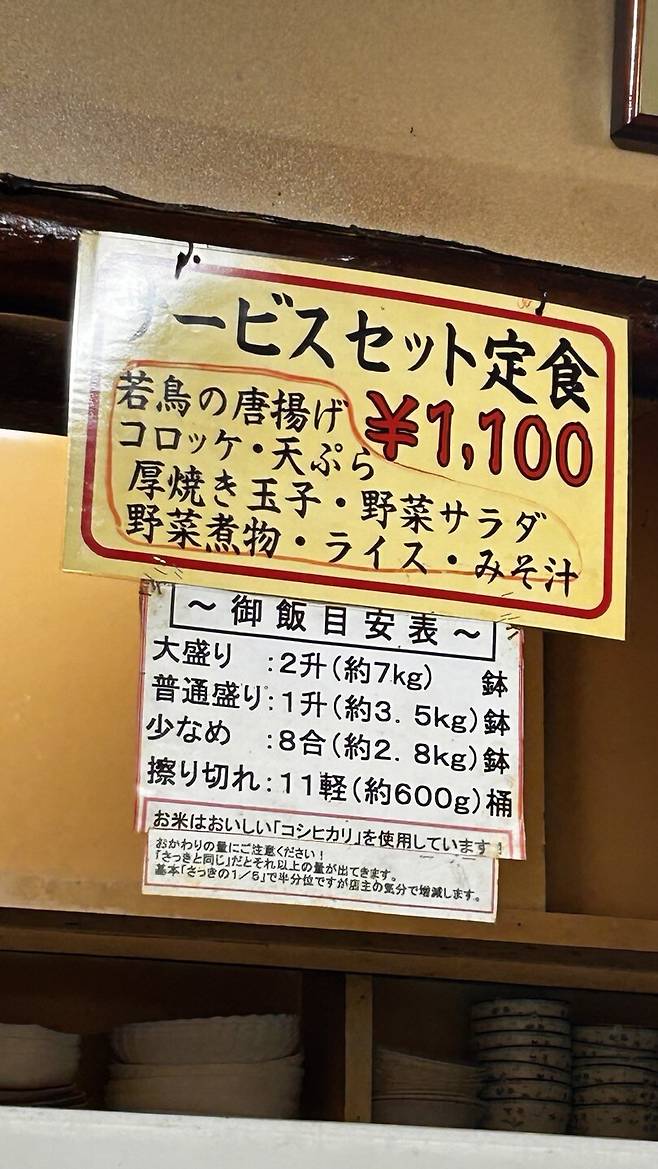 サービスセット定食
若鳥の唐揚げ
¥1,100
コロッケ・天ぷら
厚焼き玉子・野菜サラダ
野菜煮物・ライス・みそ汁
～御飯目安表～
大盛り :2升(約7kg) 鉢
普通盛り:1升(約3.5kg)鉢
少なめ :8合(約2.8kg)鉢
擦り切れ:11軽(約600g)桶
お米はおいしい「コシヒカリ」を使用しています!
おかわりの量にご注意ください!
「さっきと同じ」だとそれ以上の量が出てきます。
基本「さっきの1/5」で半分位ですが店主の気分で増減します。